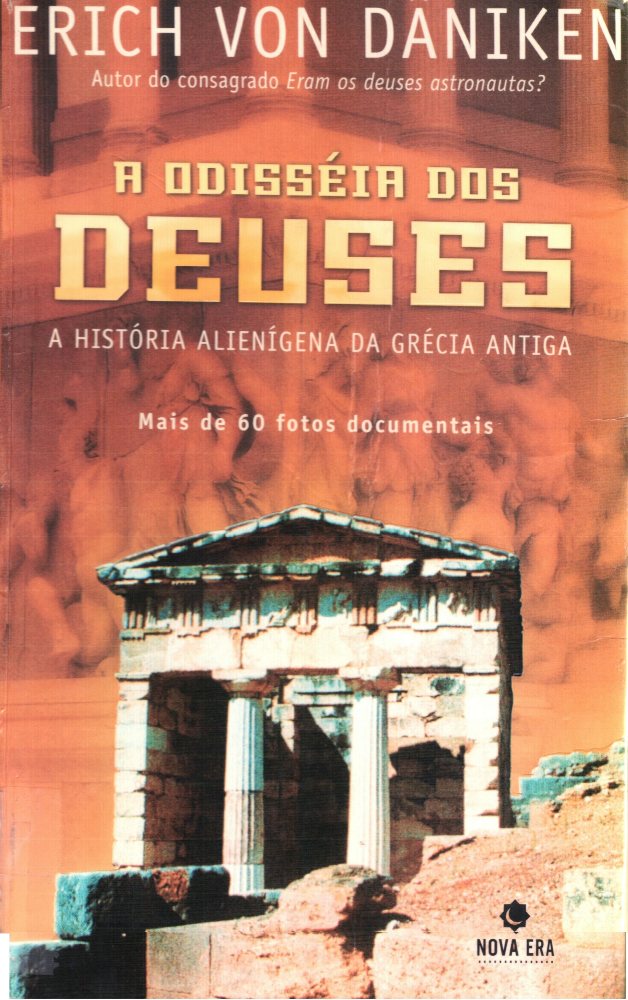 ERICH VON DÄNIKEN
Autor do consagrado Eram os deuses astronautas?
A ODISSÉIA DOS
DEUSES
A HISTÓRIA ALIENÍGENA DA GRÉCIA ANTIGA
Mais de 60 fotos documentais
NOVA ERA